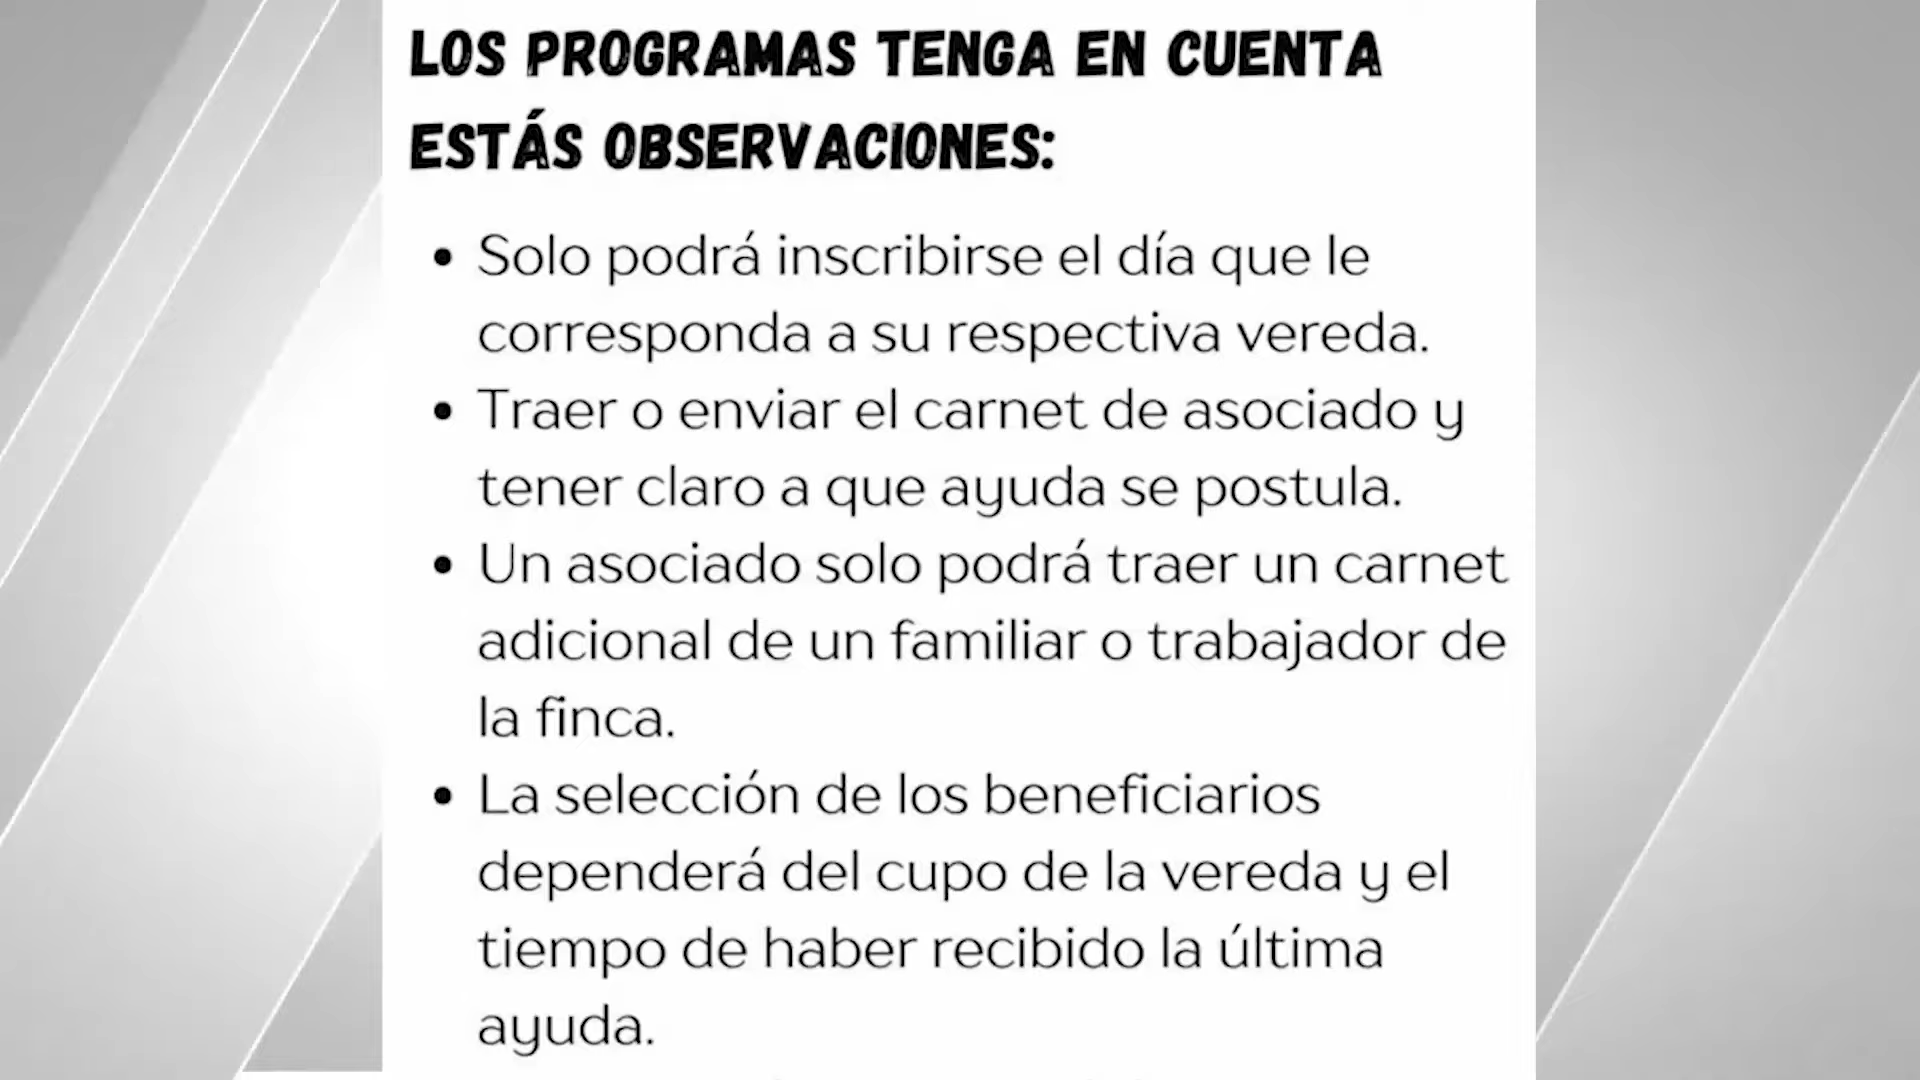 LOS PROGRAMAS TENGA EN CUENTA
ESTÁS OBSERVACIONES:
• Solo podrá inscribirse el día que le
corresponda a su respectiva vereda.
• Traer o enviar el carnet de asociado y
tener claro a que ayuda se postula.
• Un asociado solo podrá traer un carnet
adicional de un familiar o trabajador de
la finca.
• La selección de los beneficiarios
dependerá del cupo de la vereda y el
tiempo de haber recibido la última
ayuda.